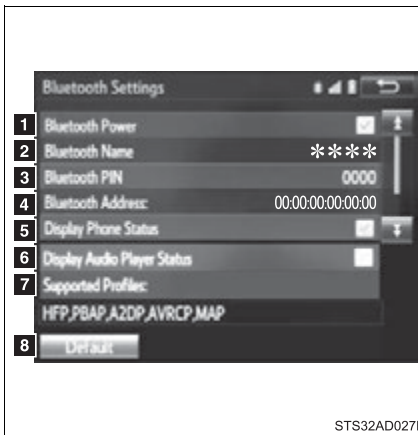 Bluetooth Settings
1 Bluetooth Power
2 Bluetooth Name ****
3 Bluetooth PIN 0000
4 Bluetooth Address: 00:00:00:00:00:00
5 Display Phone Status
6 Display Audio Player Status
7 Supported Profiles:
HFP,PBAP,A2DP,AVRCP,MAP
8 Default